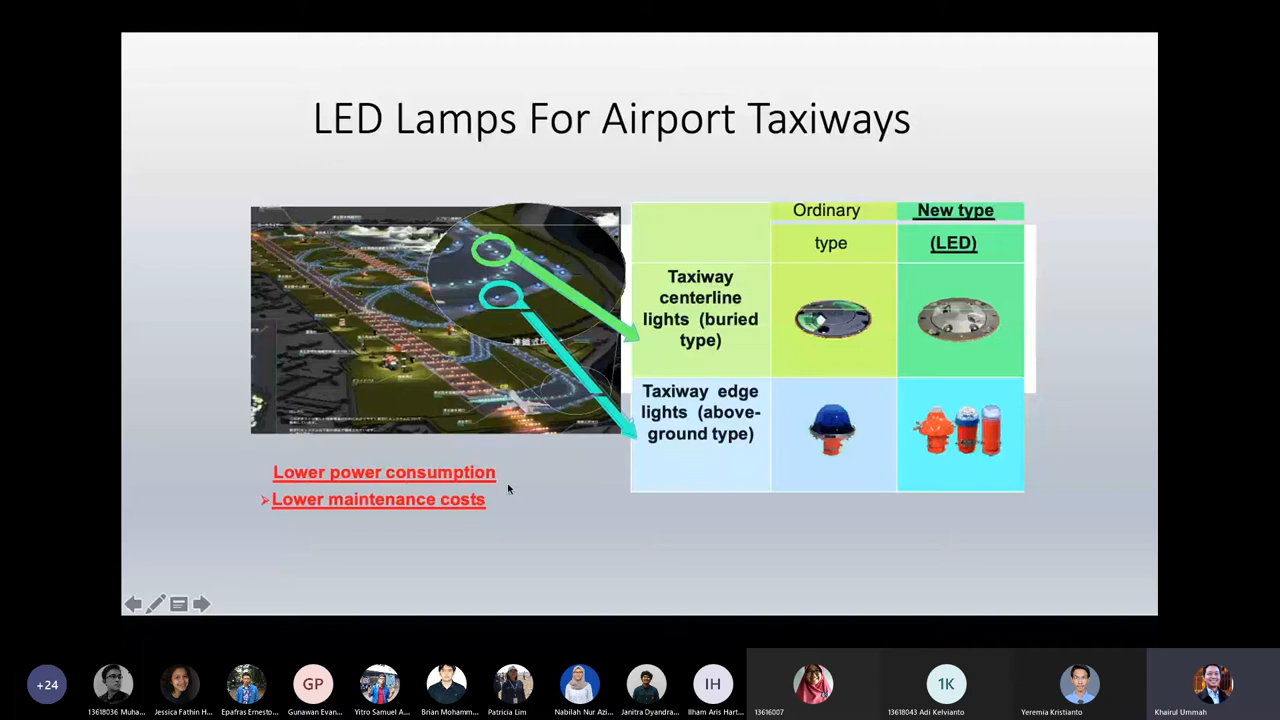 LED Lamps For Airport Taxiways
Ordinary
type
New type
(LED)
Taxiway
centerline
lights (buried
type)
Taxiway edge
lights (above-
ground type)
Lower power consumption
Lower maintenance costs
+24
13618036 Muha...
Jessica Fathin H...
Epafras Ernesto...
GP
Gunawan Evan...
Yitro Samuel A...
Brian Mohamm...
Patricia Lim
Nabilah Nur Azi...
Janitra Dyandra...
IH
Ilham Aris Hart...
13616007
1K
13618043 Adi Kelvianto
Yeremia Kristianto
Khairul Ummah